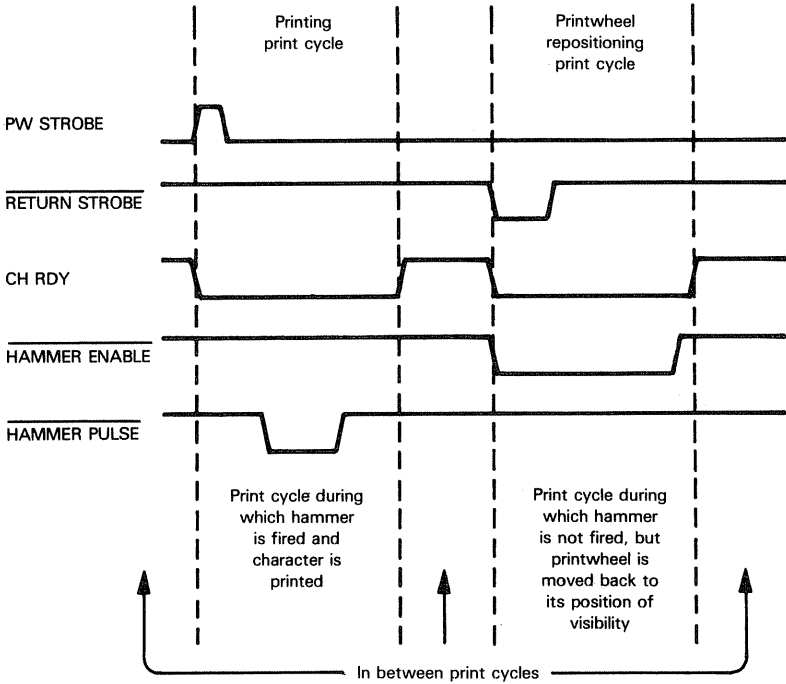 Printing
print cycle
Printwheel
repositioning
print cycle
PW STROBE
RETURN STROBE
CH RDY
HAMMER ENABLE
HAMMER PULSE
Print cycle during
which hammer
is fired and
character is
printed
Print cycle during
which hammer
is not fired, but
printwheel is
moved back to
its position of
visibility
In between print cycles